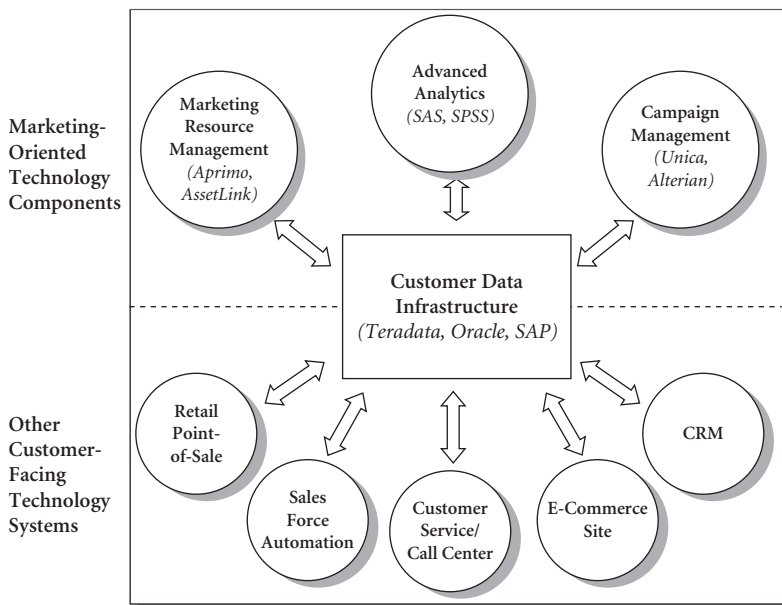 Marketing-
Oriented
Technology
Components
Marketing
Resource
Management
(Aprimo,
AssetLink)
Advanced
Analytics
(SAS, SPSS)
Campaign
Management
(Unica,
Alterian)
Customer Data
Infrastructure
(Teradata, Oracle, SAP)
Other
Customer-
Facing
Technology
Systems
Retail
Point-
of-Sale
Sales
Force
Automation
Customer
Service/
Call Center
E-Commerce
Site
CRM